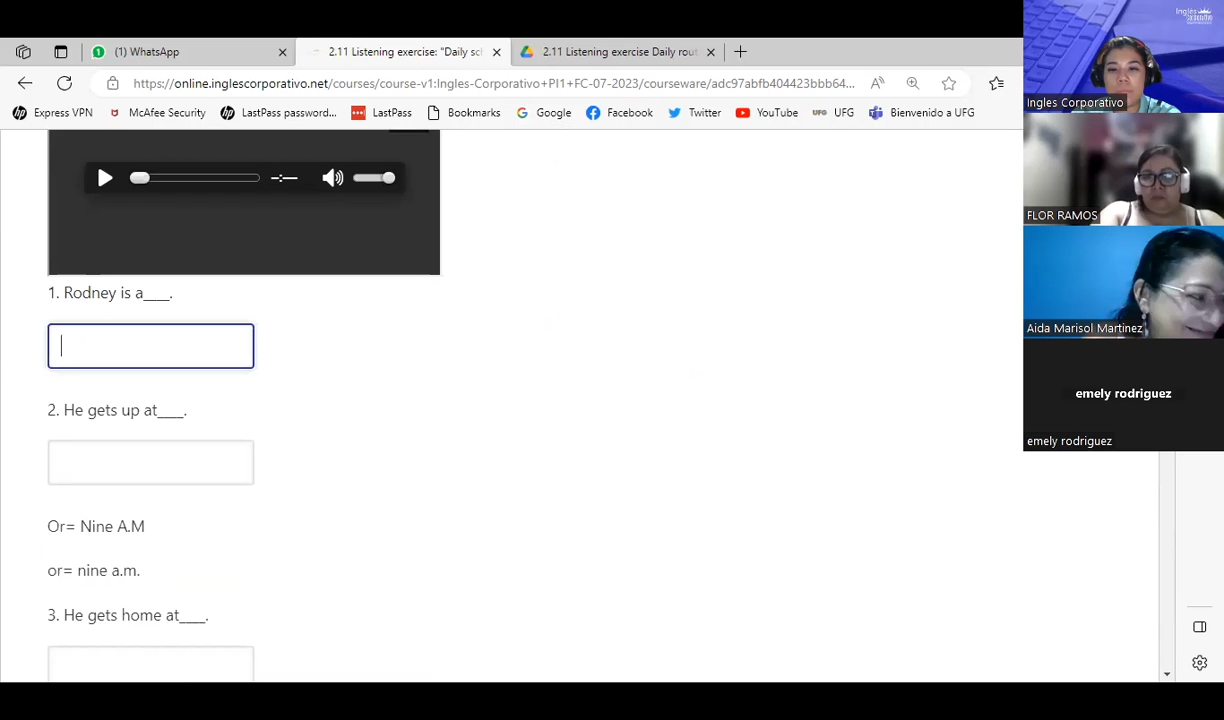 Inglés
(1) WhatsApp
2.11 Listening exercise: "Daily sc
2.11 Listening exercise Daily rout
https://online.inglescorporativo.net/courses/course-v1:Ingles-Corporativo+PI1+FC-07-2023/courseware/adc97abfb404423bbb64...
Express VPN
McAfee Security
LastPass password...
LastPass
Bookmarks
Google
Facebook
Twitter
YouTube
UFG
Bienvenido a UFG
Ingles Corporativo
FLOR RAMOS
Aida Marisol Martinez
emely rodriguez
emely rodriguez
1. Rodney is a___.
2. He gets up at___.
Or= Nine A.M
or= nine a.m.
3. He gets home at___.